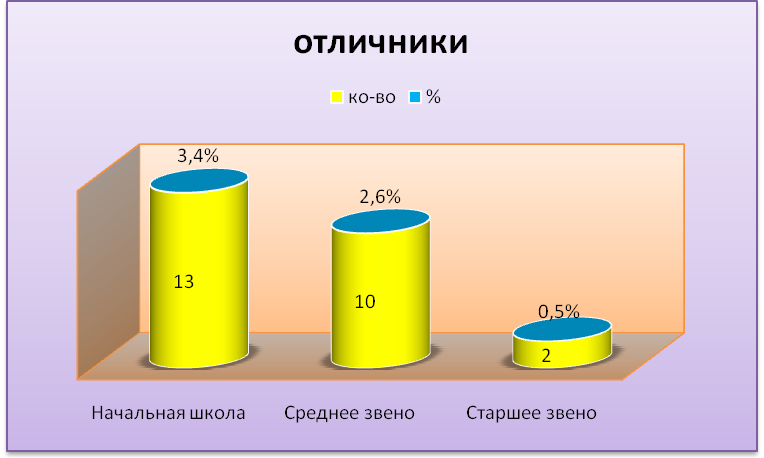 отличники
ко-во %
3,4%
2,6%
0,5%
13
10
2
Начальная школа Среднее звено Старшее звено